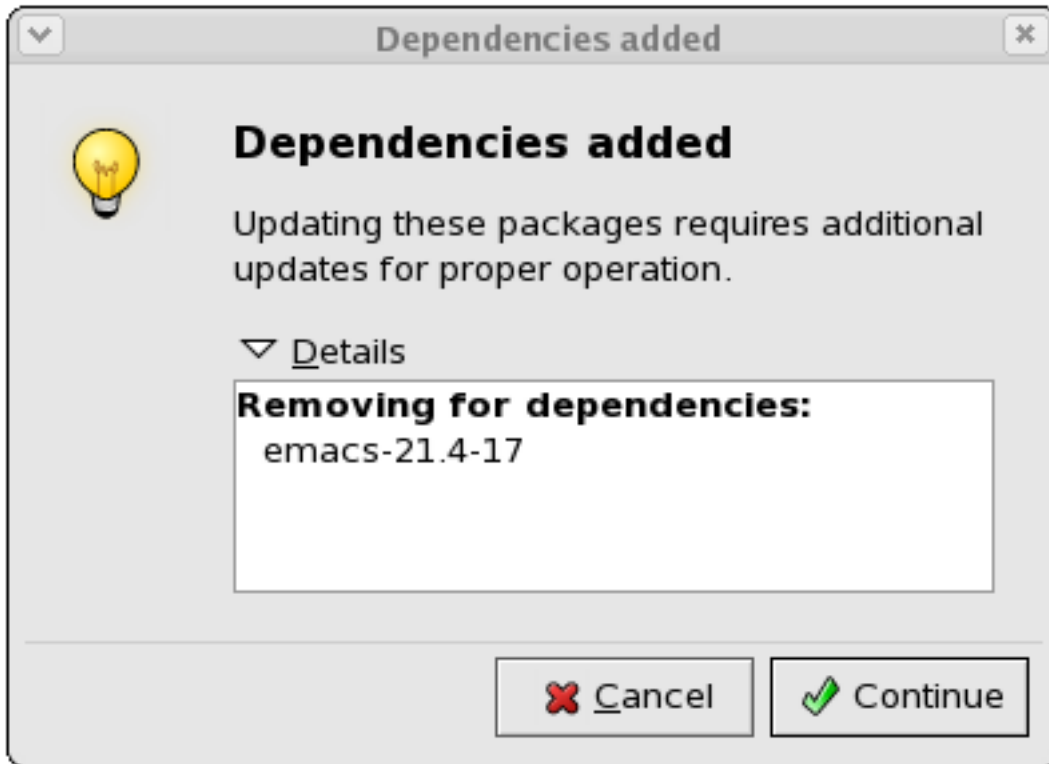 Dependencies added
Dependencies added
Updating these packages requires additional
updates for proper operation.
Details
Removing for dependencies:
emacs-21.4-17
Cancel
Continue